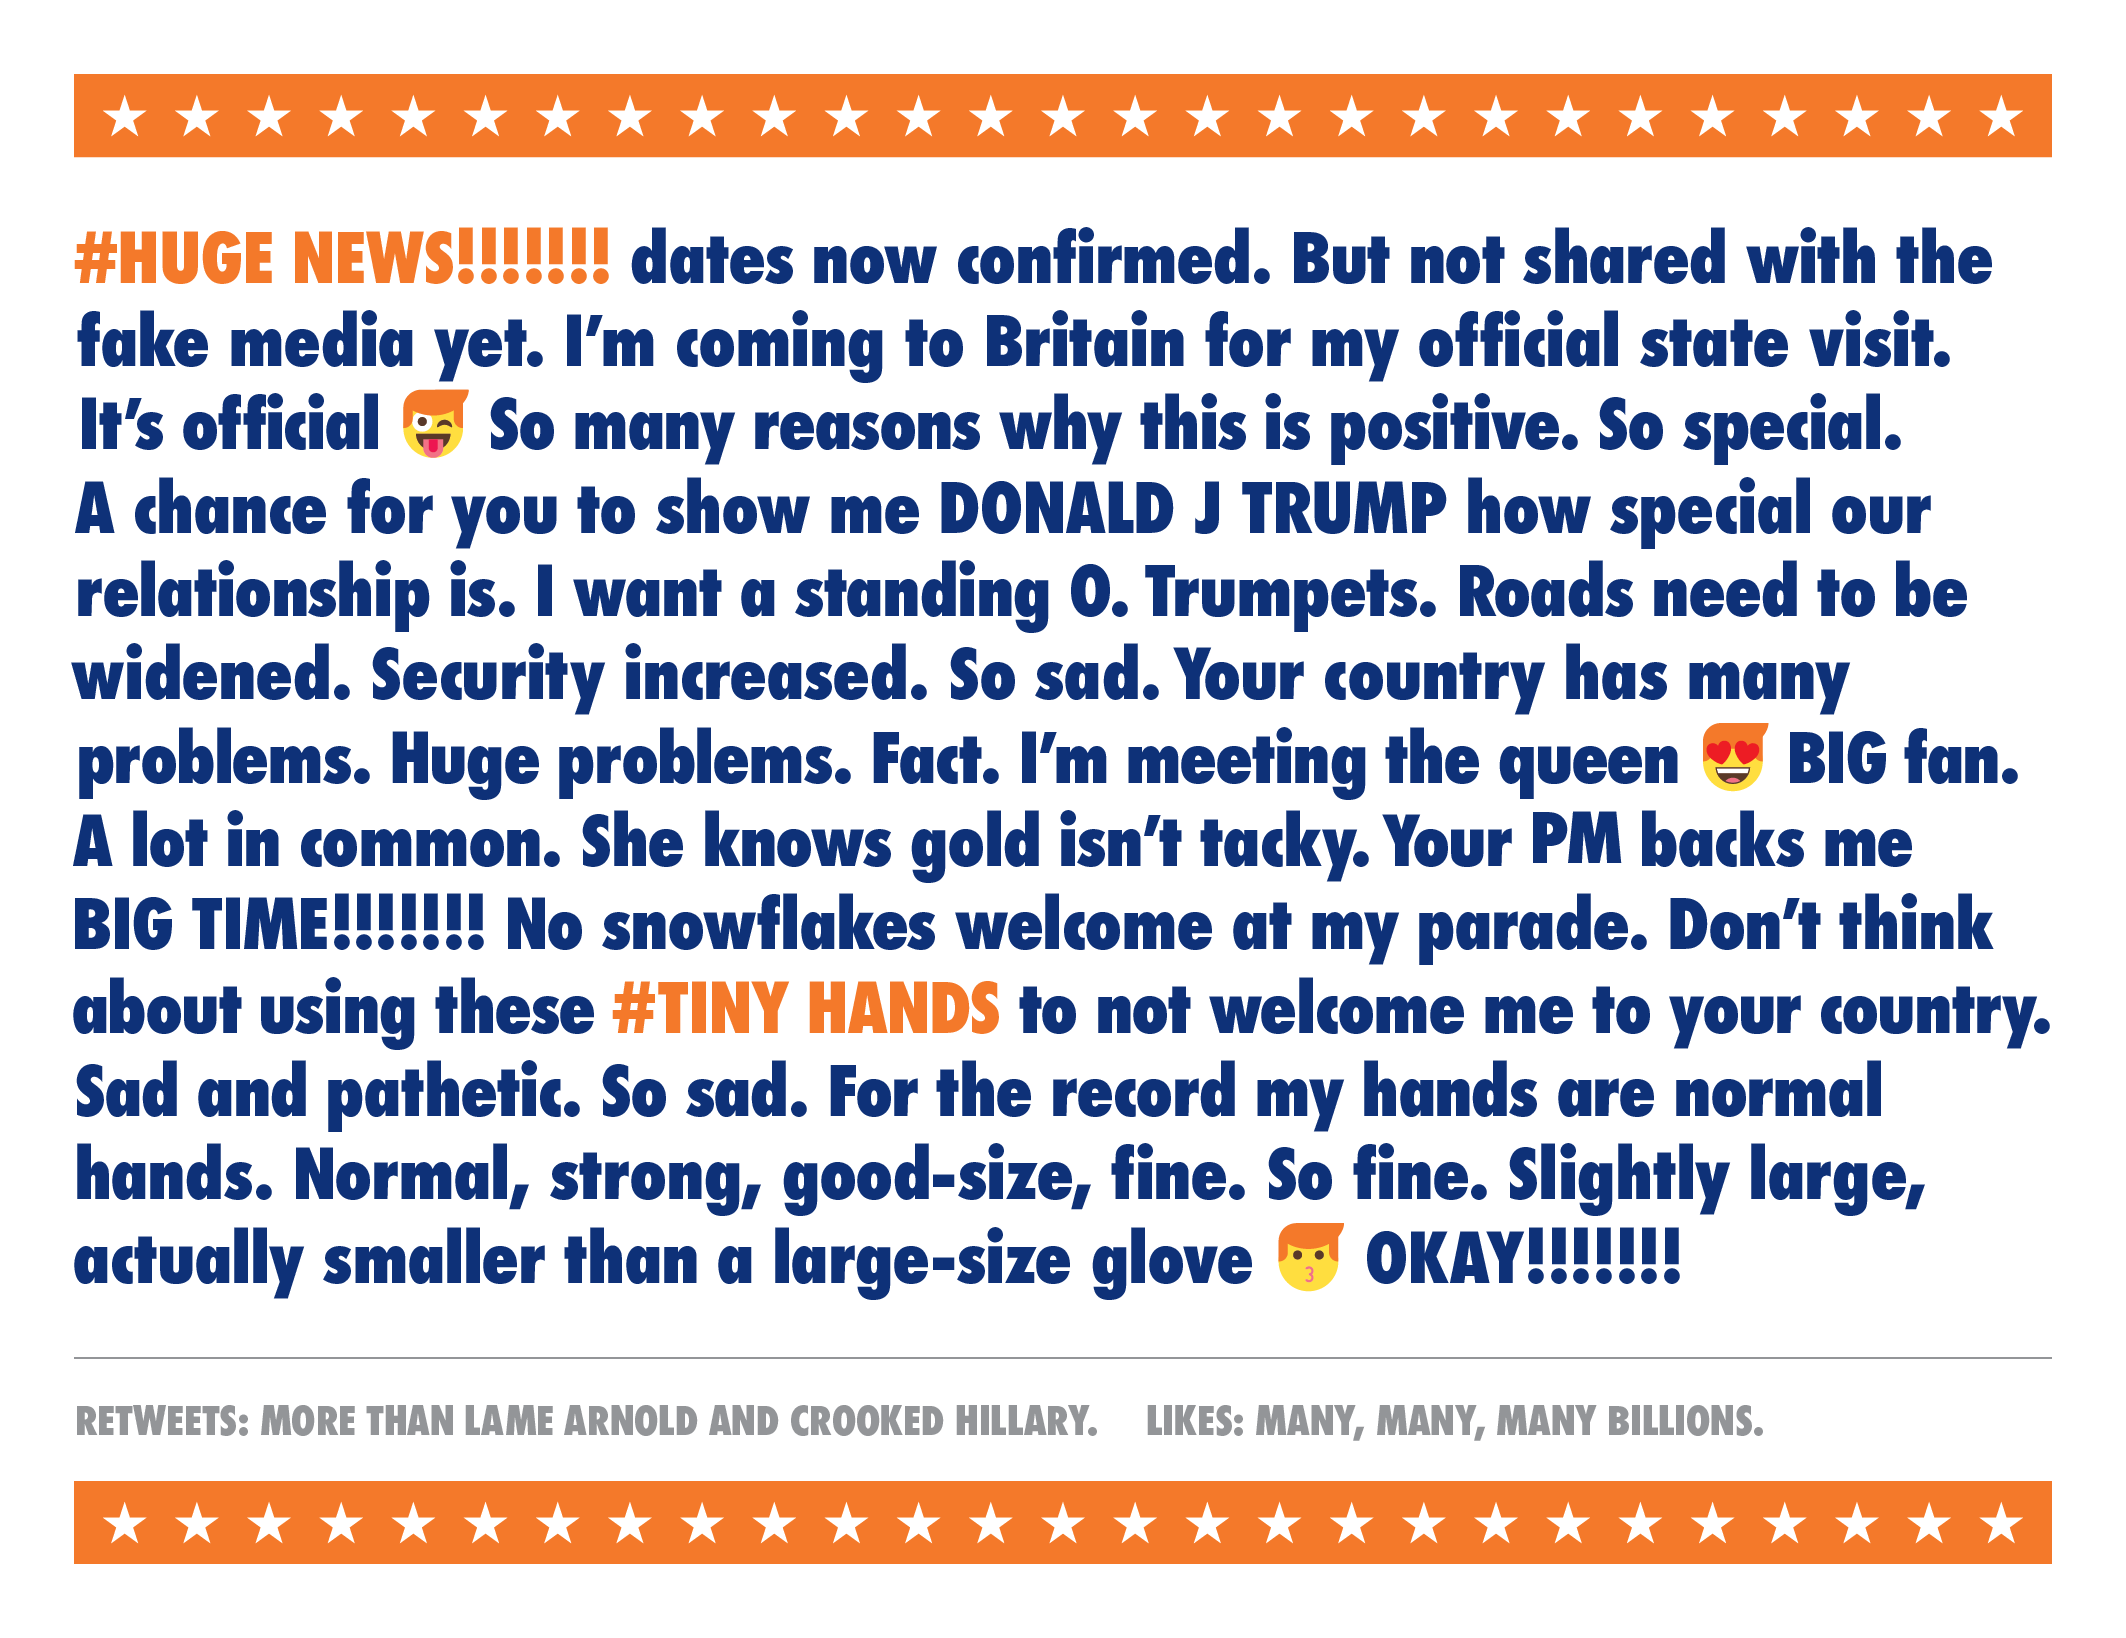 #HUGE NEWS!!!!!!! dates now confirmed. But not shared with the
fake media yet. I’m coming to Britain for my official state visit.
It’s official So many reasons why this is positive. So special.
A chance for you to show me DONALD J TRUMP how special our
relationship is. I want a standing O. Trumpets. Roads need to be
widened. Security increased. So sad. Your country has many
problems. Huge problems. Fact. I’m meeting the queen BIG fan.
A lot in common. She knows gold isn’t tacky. Your PM backs me
BIG TIME!!!!!!! No snowflakes welcome at my parade. Don’t think
about using these #TINY HANDS to not welcome me to your country.
Sad and pathetic. So sad. For the record my hands are normal
hands. Normal, strong, good-size, fine. So fine. Slightly large,
actually smaller than a large-size glove OKAY!!!!!!!
RETWEETS: MORE THAN LAME ARNOLD AND CROOKED HILLARY. LIKES: MANY, MANY, MANY BILLIONS.